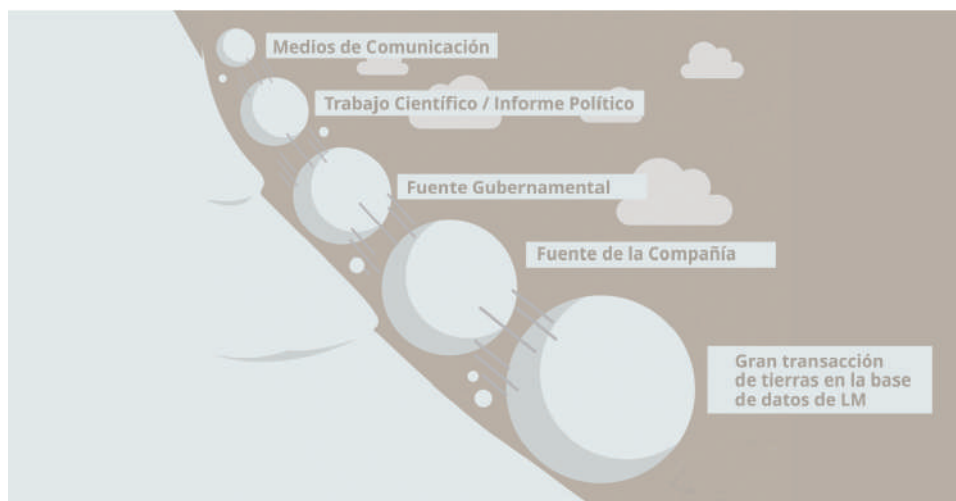 Medios de Comunicación
Trabajo Científico / Informe Político
Fuente Gubernamental
Fuente de la Compañía
Gran transacción
de tierras en la base
de datos de LM